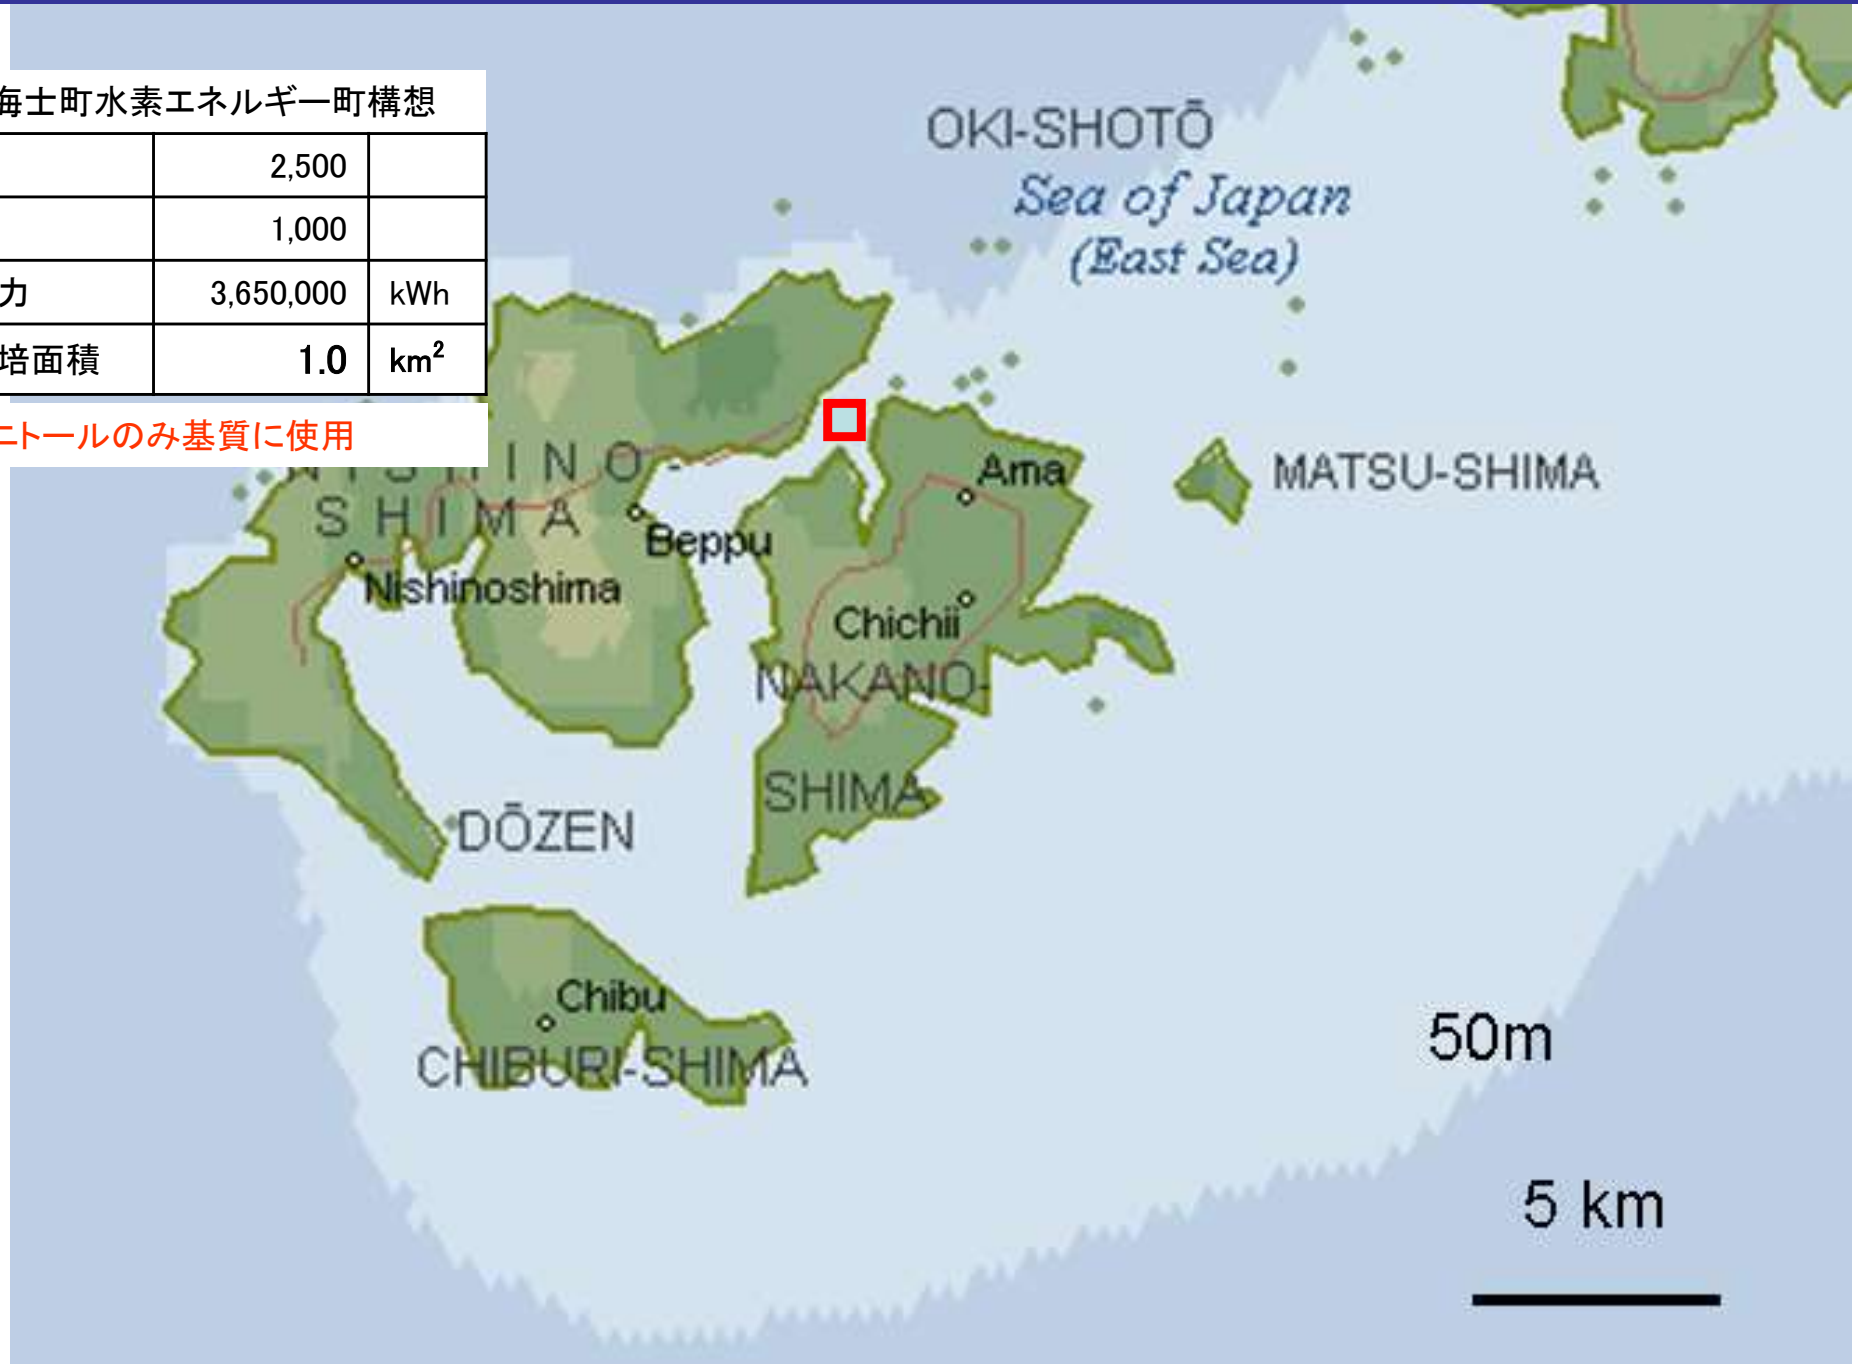 海士町水素エネルギー町構想
2,500
1,000
力 3,650,000 kWh
培面積 1.0 km²
ニトールのみ基質に使用
OKI-SHOTŌ
Sea of Japan
(East Sea)
NISHINO-
SHIMA
Ama
MATSU-SHIMA
Beppu
Nishinoshima
Chichii
NAKANO-
SHIMA
DŌZEN
Chibu
CHIBURI-SHIMA
50m
5 km